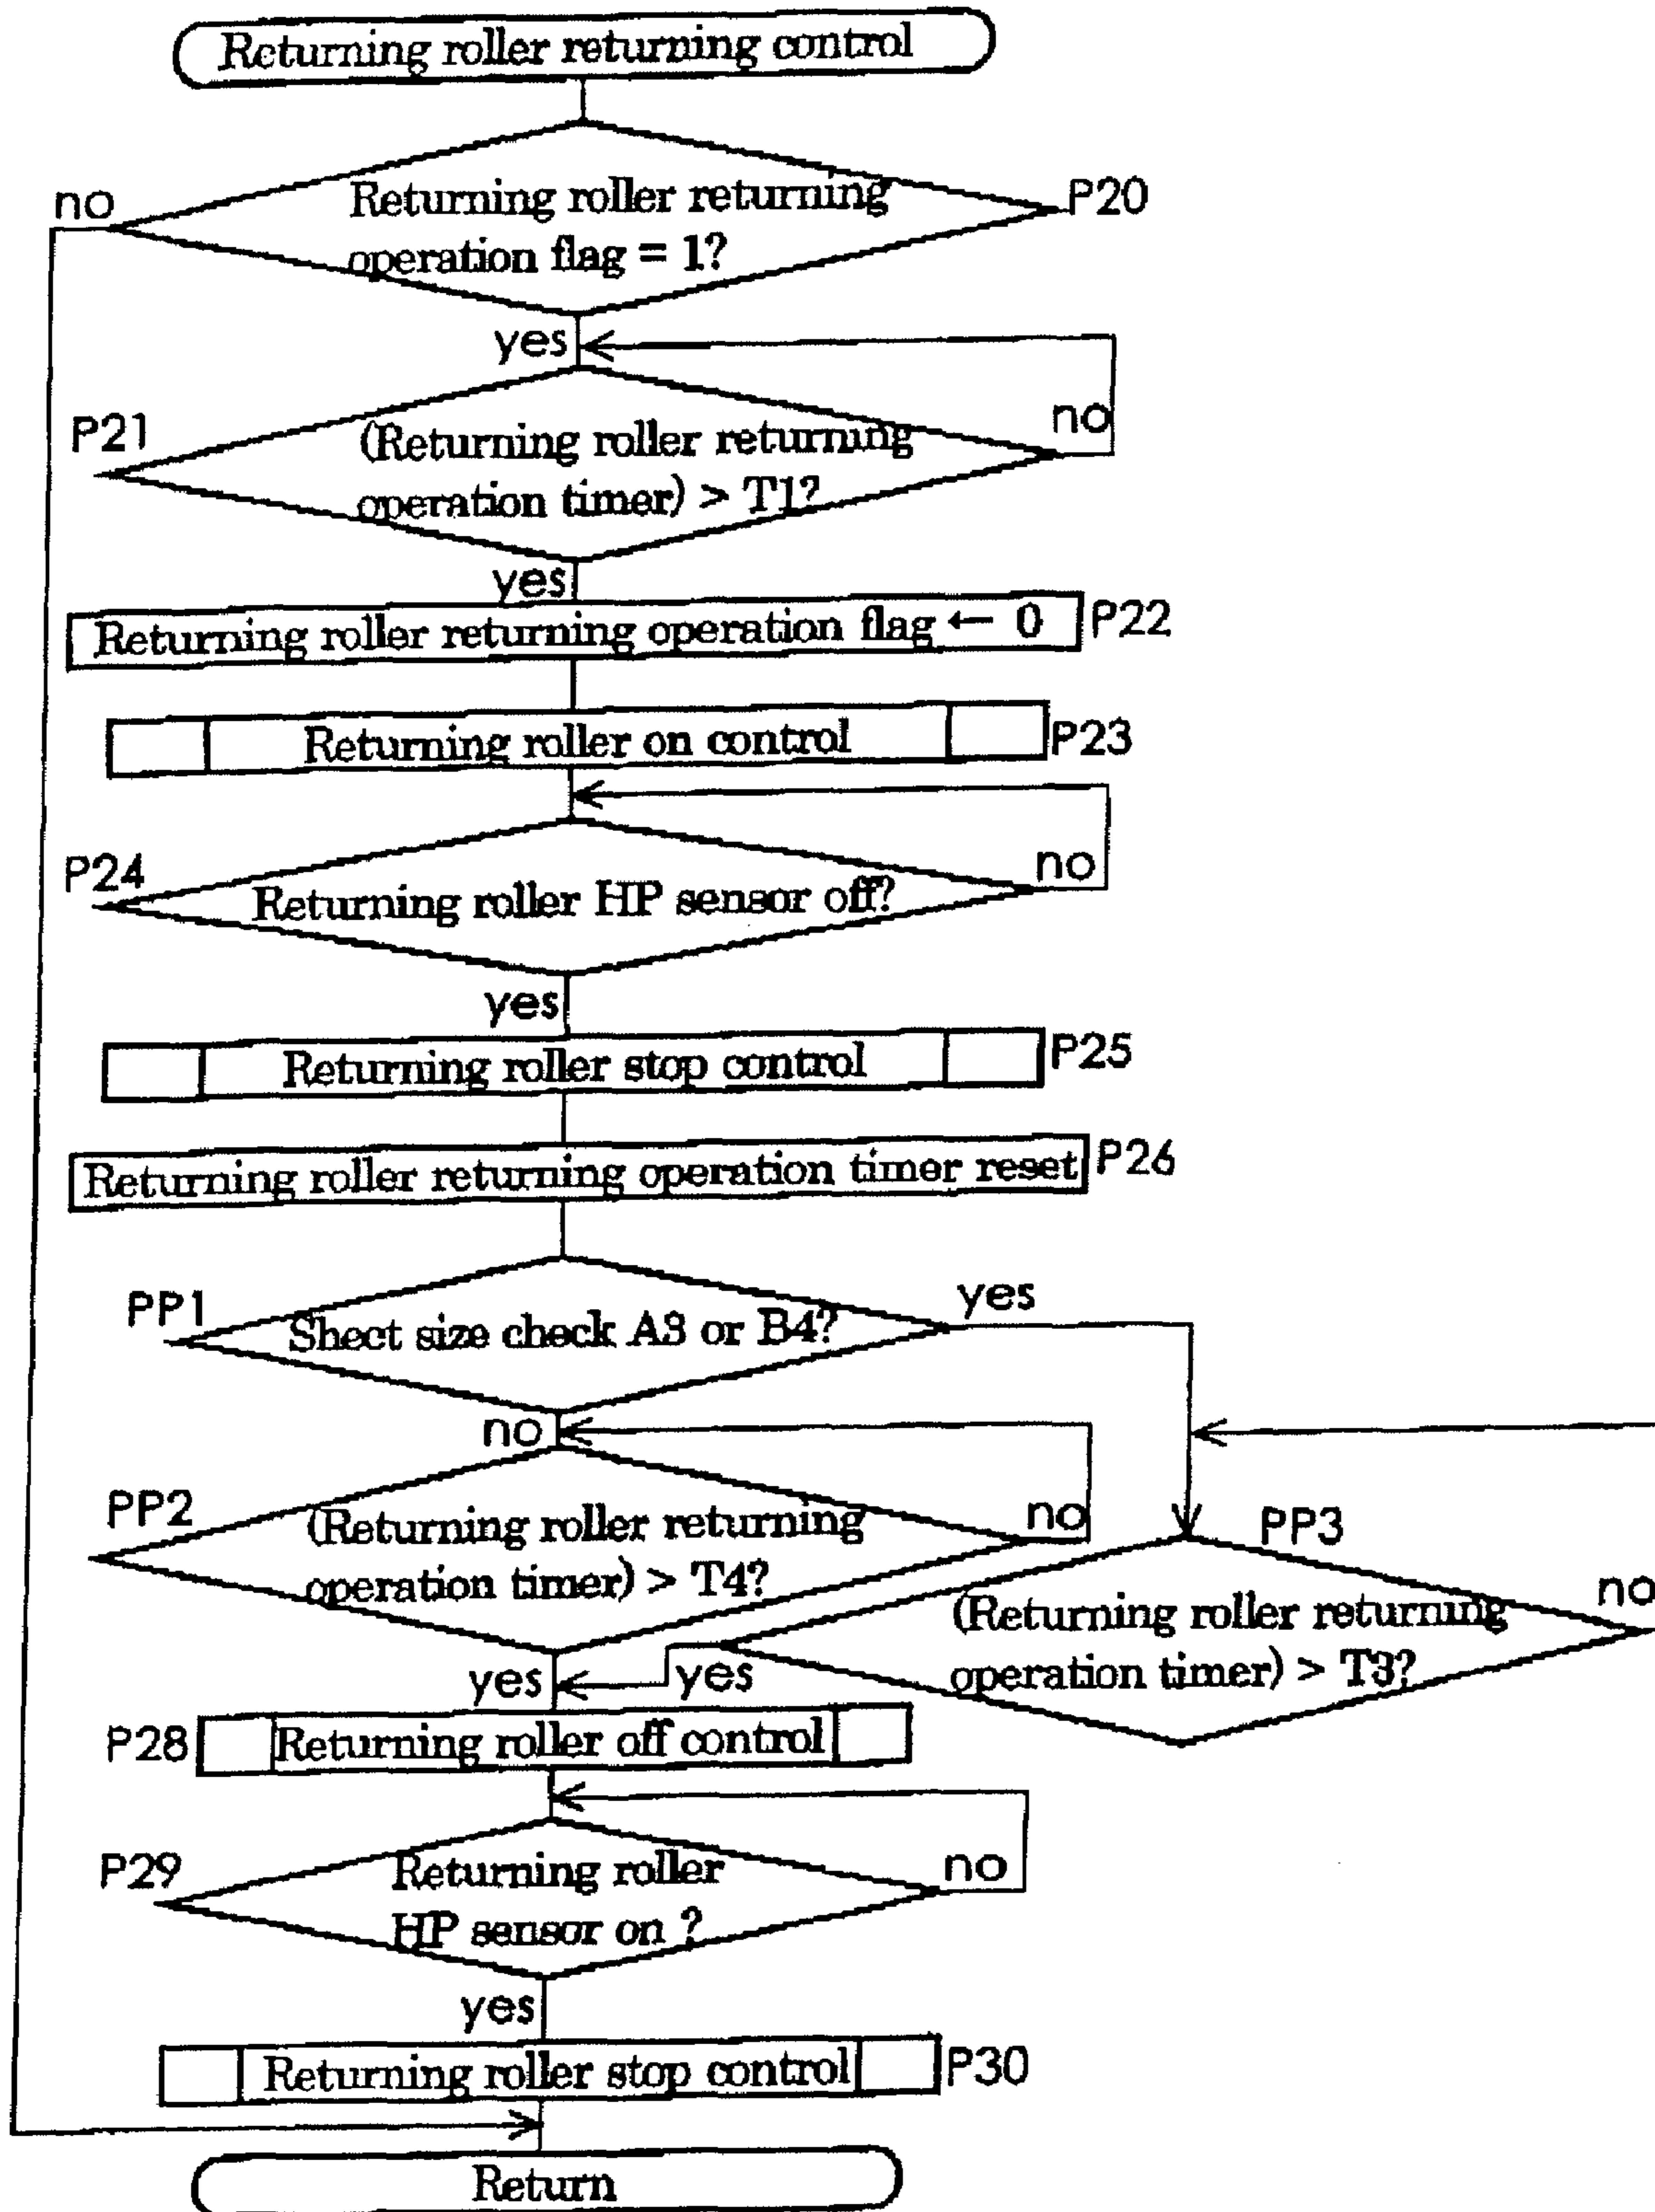 Returning roller returning control
no
Returning roller returning
operation flag = 1?
P20
yes
P21
(Returning roller returning
operation timer) > T1?
no
yes
Returning roller returning operation flag ← 0
P22
Returning roller on control
P23
P24
Returning roller HP sensor off?
no
yes
Returning roller stop control
P25
Returning roller returning operation timer reset
P26
PP1
Sheet size check A3 or B4?
yes
no
PP2
(Returning roller returning
operation timer) > T4?
no
PP3
(Returning roller returning
operation timer) > T3?
no
yes
yes
P28
Returning roller off control
P29
Returning roller
HP sensor on ?
no
yes
Returning roller stop control
P30
Return